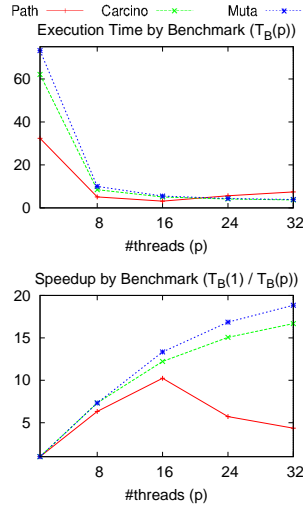 Path Carcino Muta
Execution Time by Benchmark (T_B(p))
60
40
20
0
8 16 24 32
#threads (p)
Speedup by Benchmark (T_B(1) / T_B(p))
20
15
10
5
8 16 24 32
#threads (p)